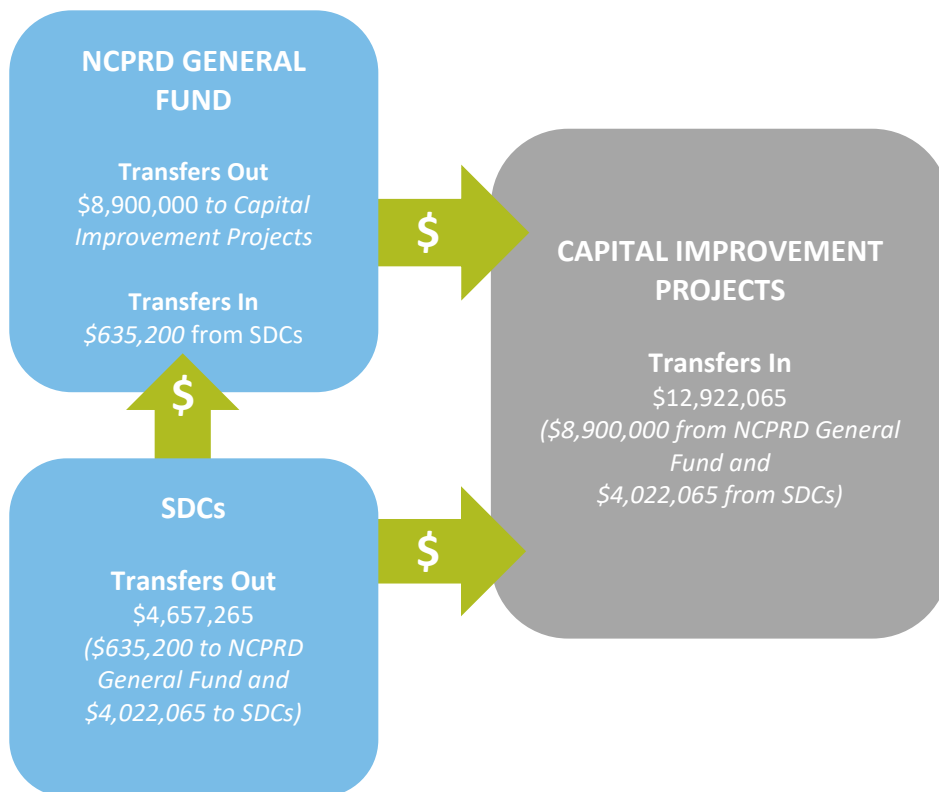 NCPRD GENERAL
FUND
Transfers Out
$8,900,000 to Capital
Improvement Projects
Transfers In
$635,200 from SDCs
$
$
CAPITAL IMPROVEMENT
PROJECTS
Transfers In
$12,922,065
($8,900,000 from NCPRD General
Fund and
$4,022,065 from SDCs)
SDCs
Transfers Out
$4,657,265
($635,200 to NCPRD
General Fund and
$4,022,065 to SDCs)
$